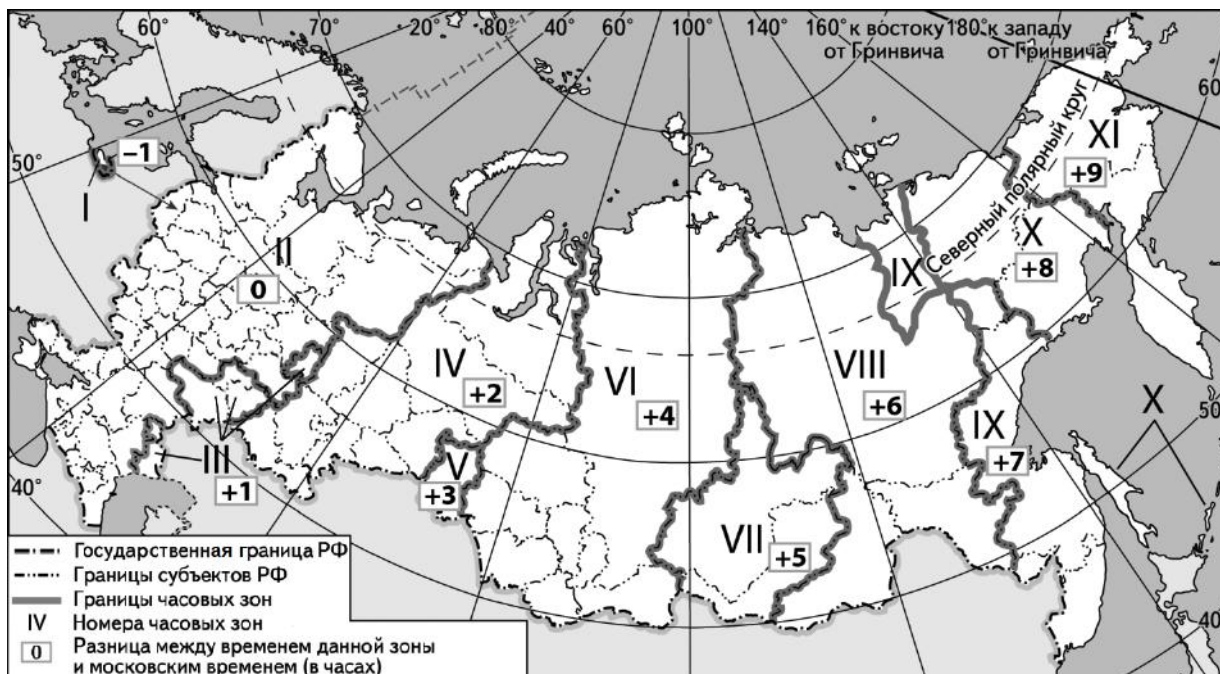 60° 70° 20° 80° 100° 140° 160° к востоку от Гринвича 180° к западу от Гринвича
60°
50°
–1
I
Северный полярный круг
XI
+9
II
0
IX
X
+8
IV
+2
VI
+4
VIII
+6
X
50°
III
+1
V
+3
IX
+7
40°
VII
+5
40°
Государственная граница РФ
Границы субъектов РФ
Границы часовых зон
IV Номера часовых зон
0 Разница между временем данной зоны
и московским временем (в часах)